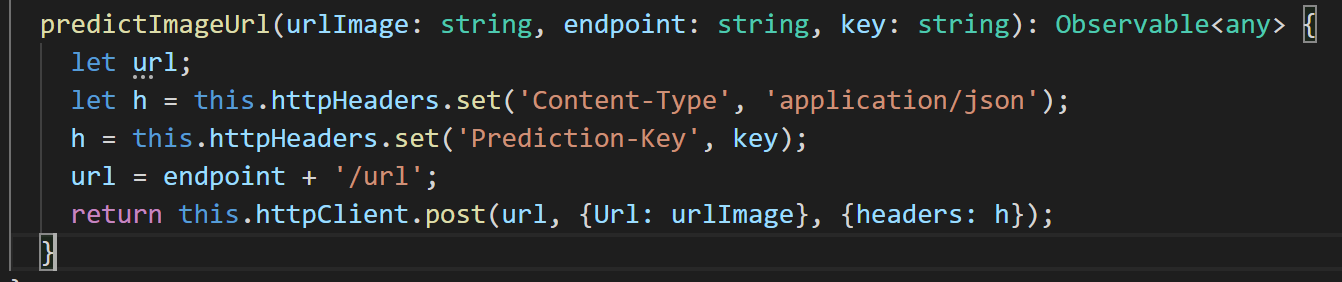 predictImageUrl(urlImage: string, endpoint: string, key: string): Observable<any> {
let url;
let h = this.httpHeaders.set('Content-Type', 'application/json');
h = this.httpHeaders.set('Prediction-Key', key);
url = endpoint + '/url';
return this.httpClient.post(url, {Url: urlImage}, {headers: h});
}